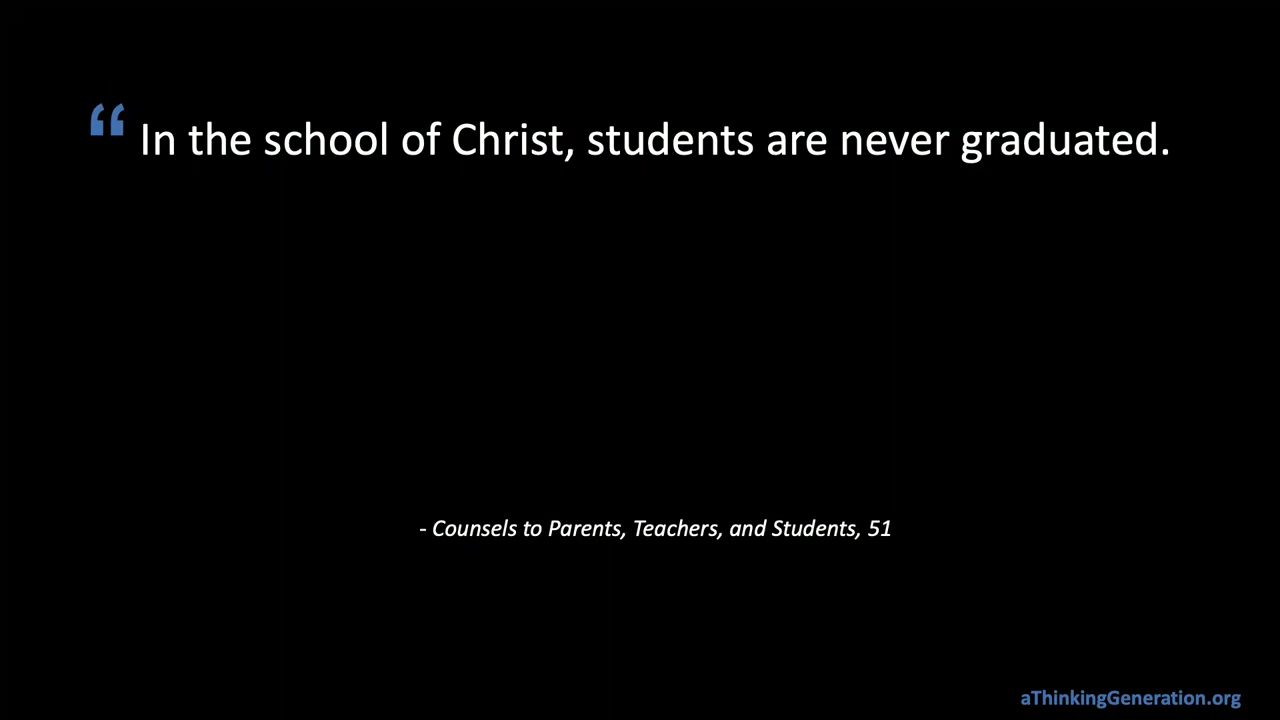 “ In the school of Christ, students are never graduated.
- Counsels to Parents, Teachers, and Students, 51
aThinkingGeneration.org